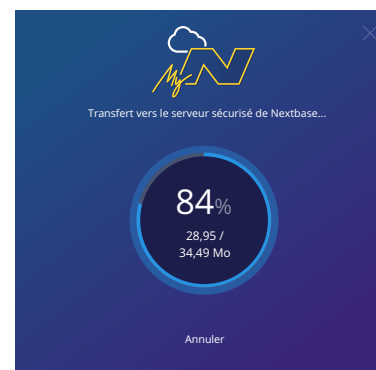 My N
Transfert vers le serveur sécurisé de Nextbase...
84%
28,95 /
34,49 Mo
Annuler